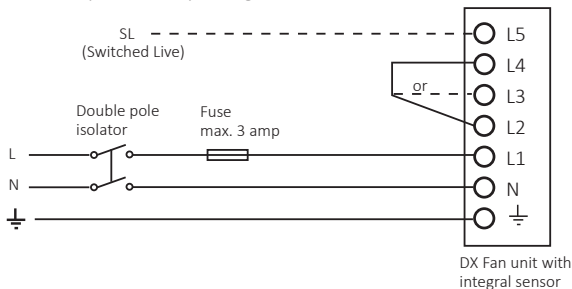 SL
(Switched Live)
L5
L4
or
L3
L2
Double pole
isolator
Fuse
max. 3 amp
L
L1
N
N
DX Fan unit with
integral sensor